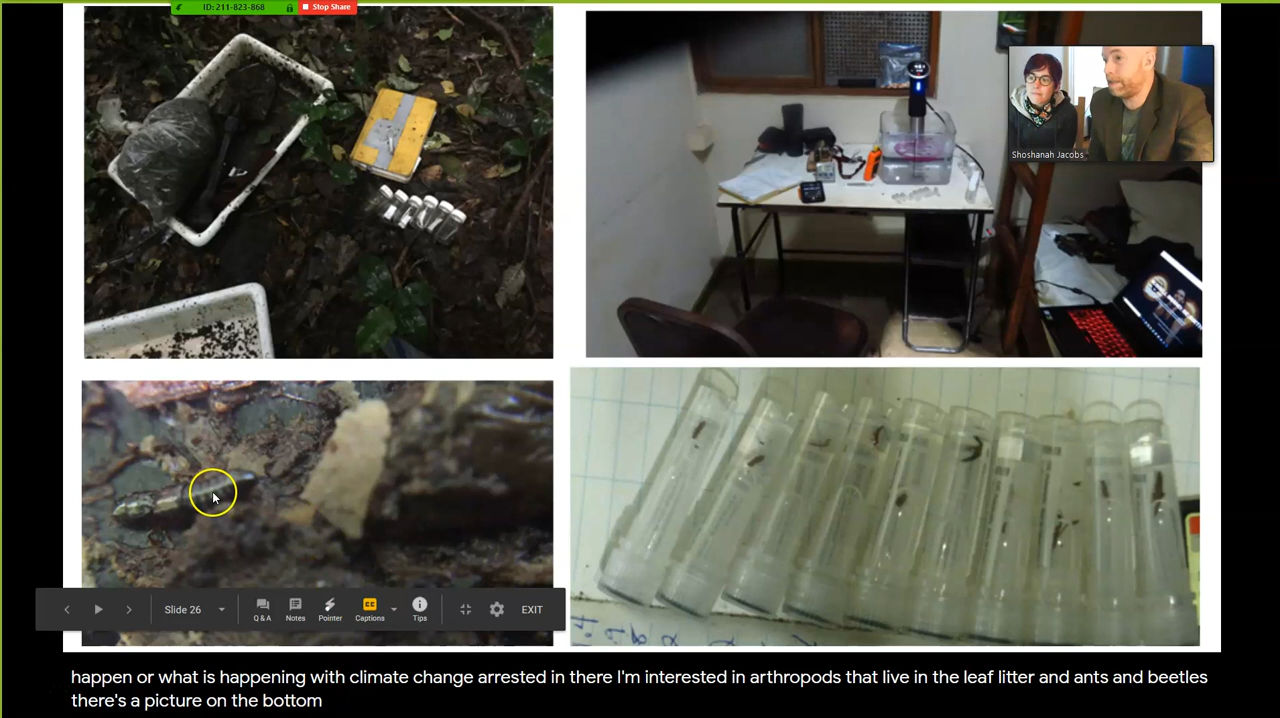 ID: 211-823-868
Stop Share
Shoshanah Jacobs
Slide 26
Q & A
Notes
Pointer
CC
Captions
Tips
EXIT
happen or what is happening with climate change arrested in there I'm interested in arthropods that live in the leaf litter and ants and beetles
there's a picture on the bottom